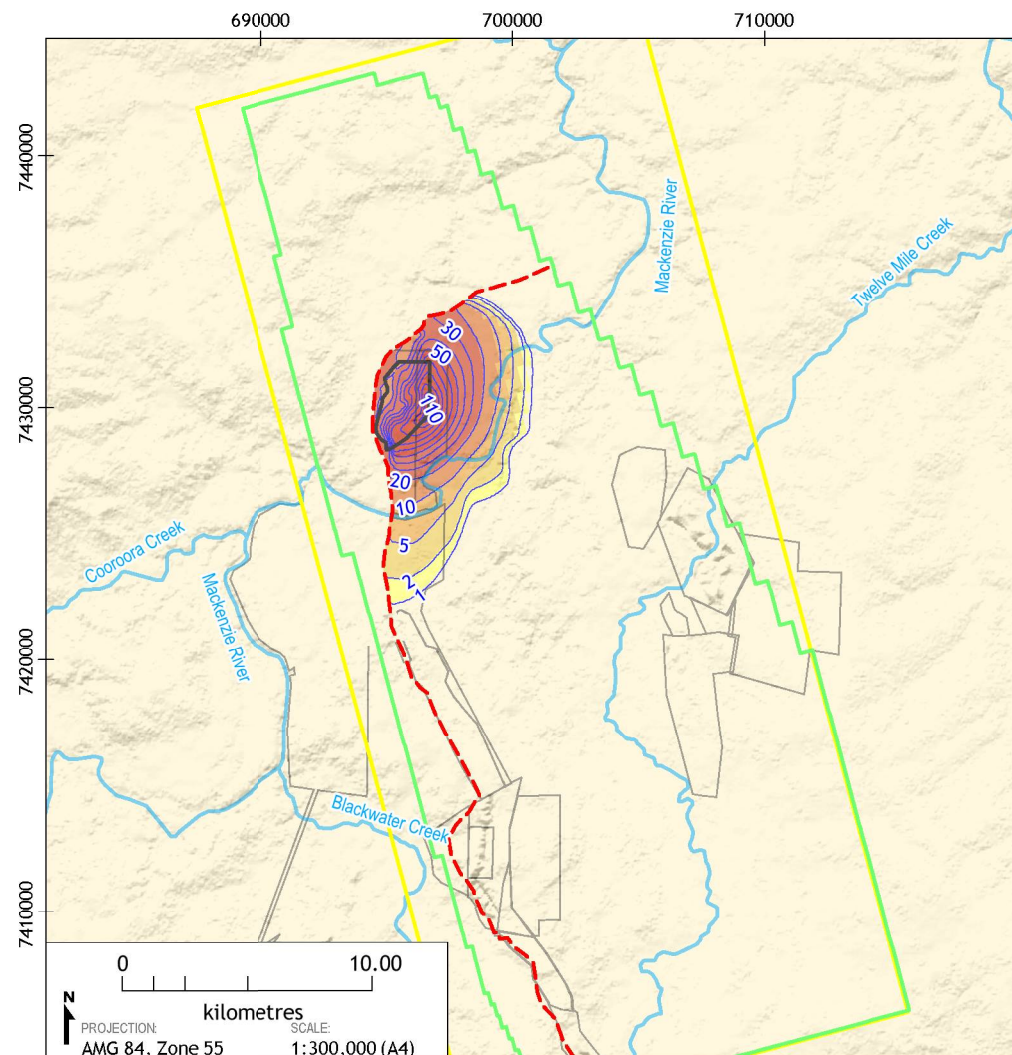 690000
700000
710000
7440000
Mackenzie River
Twelve Mile Creek
30
50
7430000
110
20
10
Cooroora Creek
5
2
1
Mackenzie River
7420000
Blackwater Creek
7410000
0 10.00
kilometres
N
PROJECTION: SCALE:
AMG 84, Zone 55 1:300,000 (A4)